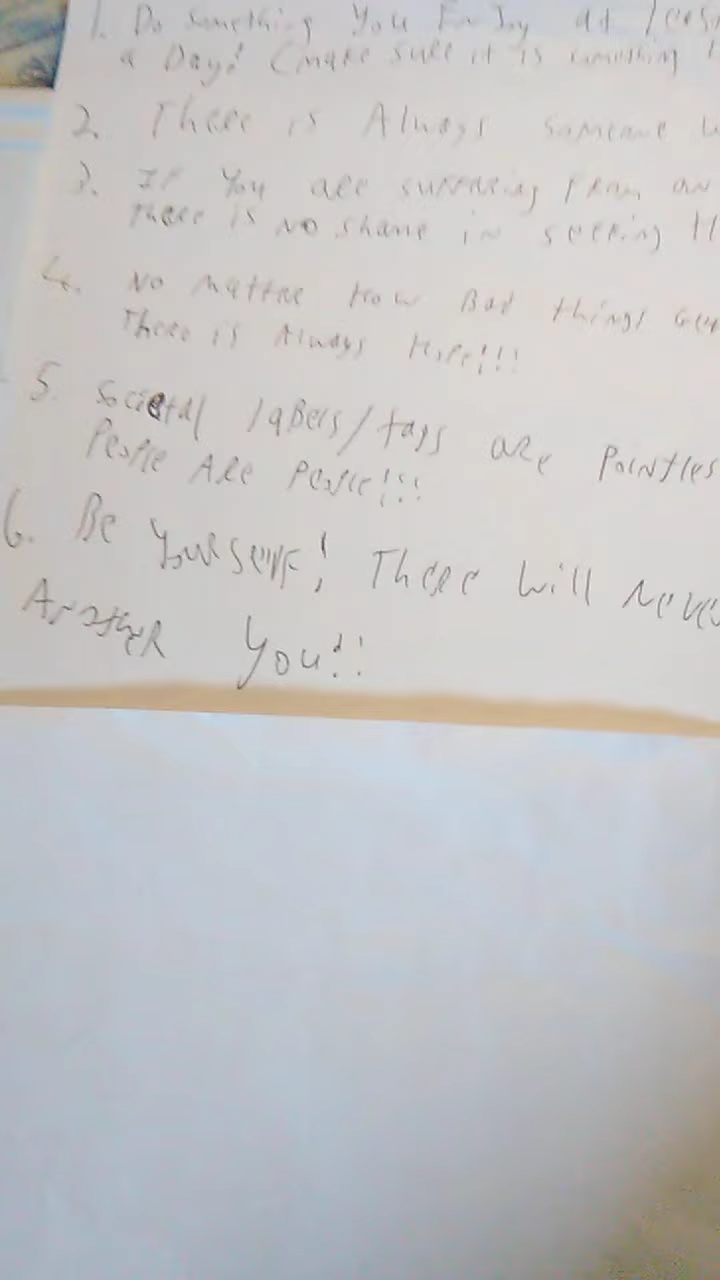 1. Do Something You Enjoy at
a Day! (make sure it is something
2. There is Always Someone
3. If You are suffering from an
There is no shame in seeking
4. No matter How Bad things
There is Always Hope!!!
5. Societal labels/tags are
People Are People!!!
6. Be Yourself! There will never
Another You!!